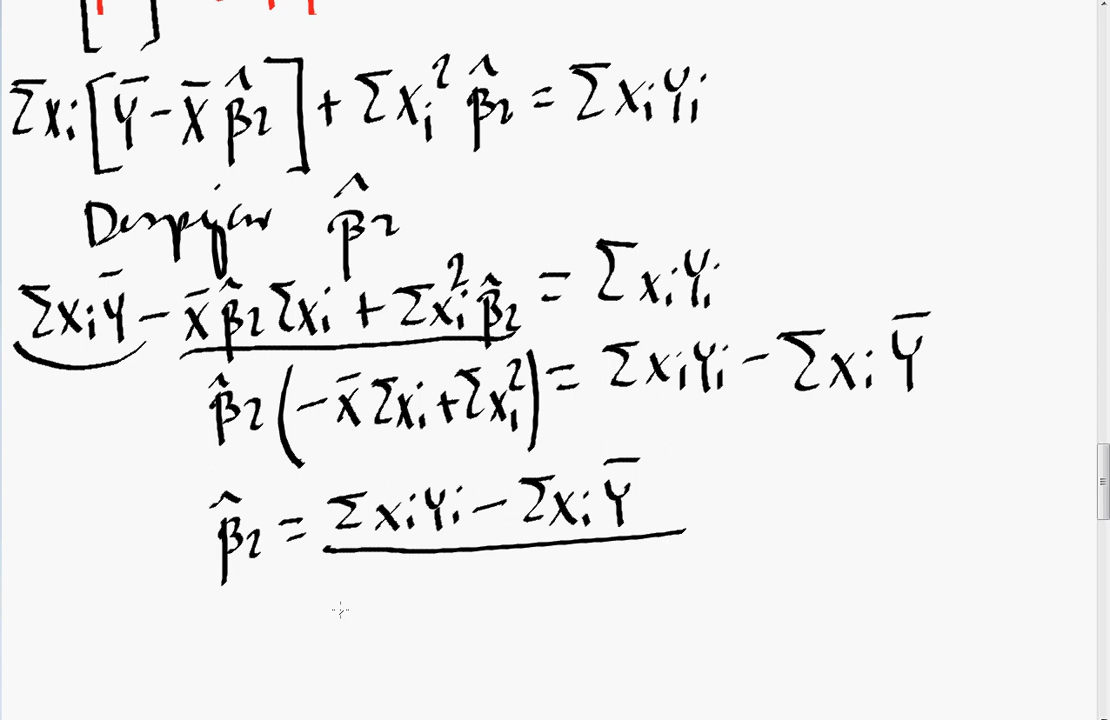 Σxi[Ȳ - X̄ β̂2] + Σxi² β̂2 = ΣxiYi
Despejar β̂2
ΣxiȲ - X̄β̂2Σxi + Σxi²β̂2 = ΣxiYi
β̂2(-X̄Σxi + Σxi²) = ΣxiYi - ΣxiȲ
β̂2 = ΣxiYi - ΣxiȲ